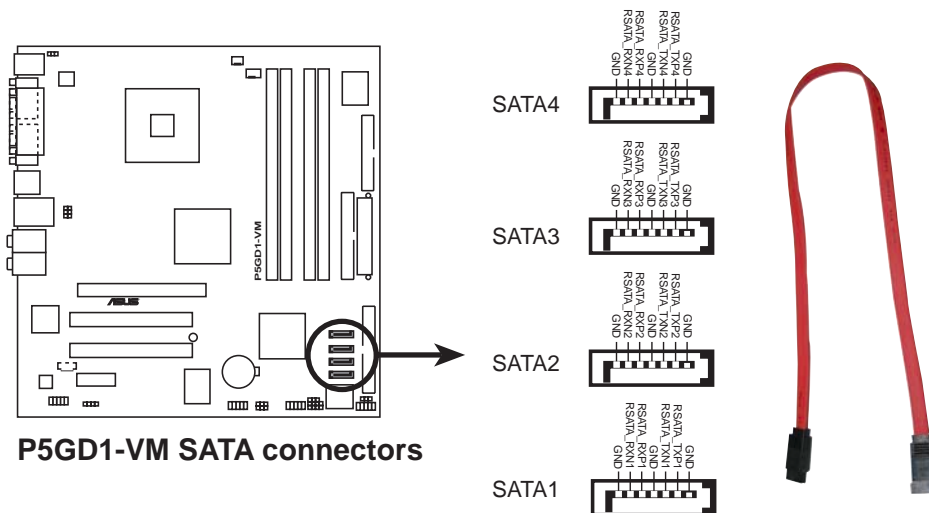 GND
RSATA_RXN4
RSATA_RXP4
GND
RSATA_TXN4
RSATA_TXP4
GND
SATA4
GND
RSATA_RXN3
RSATA_RXP3
GND
RSATA_TXN3
RSATA_TXP3
GND
SATA3
P5GD1-VM
/SUS
GND
RSATA_RXN2
RSATA_RXP2
GND
RSATA_TXN2
RSATA_TXP2
GND
SATA2
P5GD1-VM SATA connectors
GND
RSATA_RXN1
RSATA_RXP1
GND
RSATA_TXN1
RSATA_TXP1
GND
SATA1